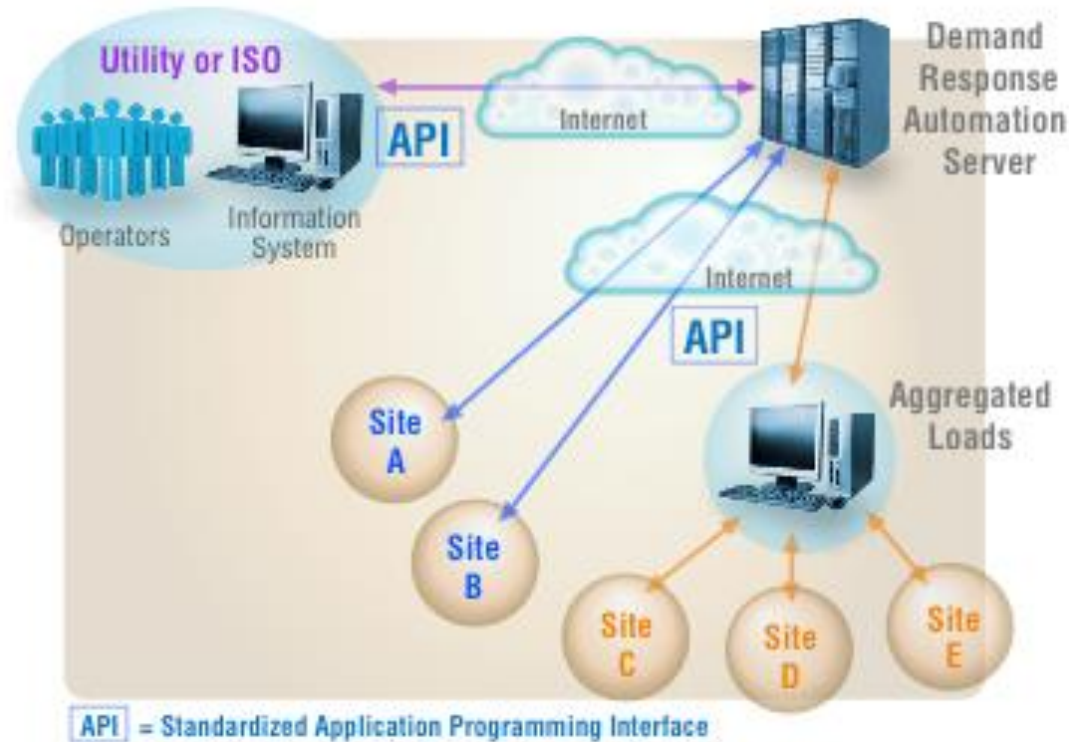 Utility or ISO
Operators
Information
System
API
Internet
Demand
Response
Automation
Server
Internet
API
Aggregated
Loads
Site
A
Site
B
Site
C
Site
D
Site
E
API = Standardized Application Programming Interface